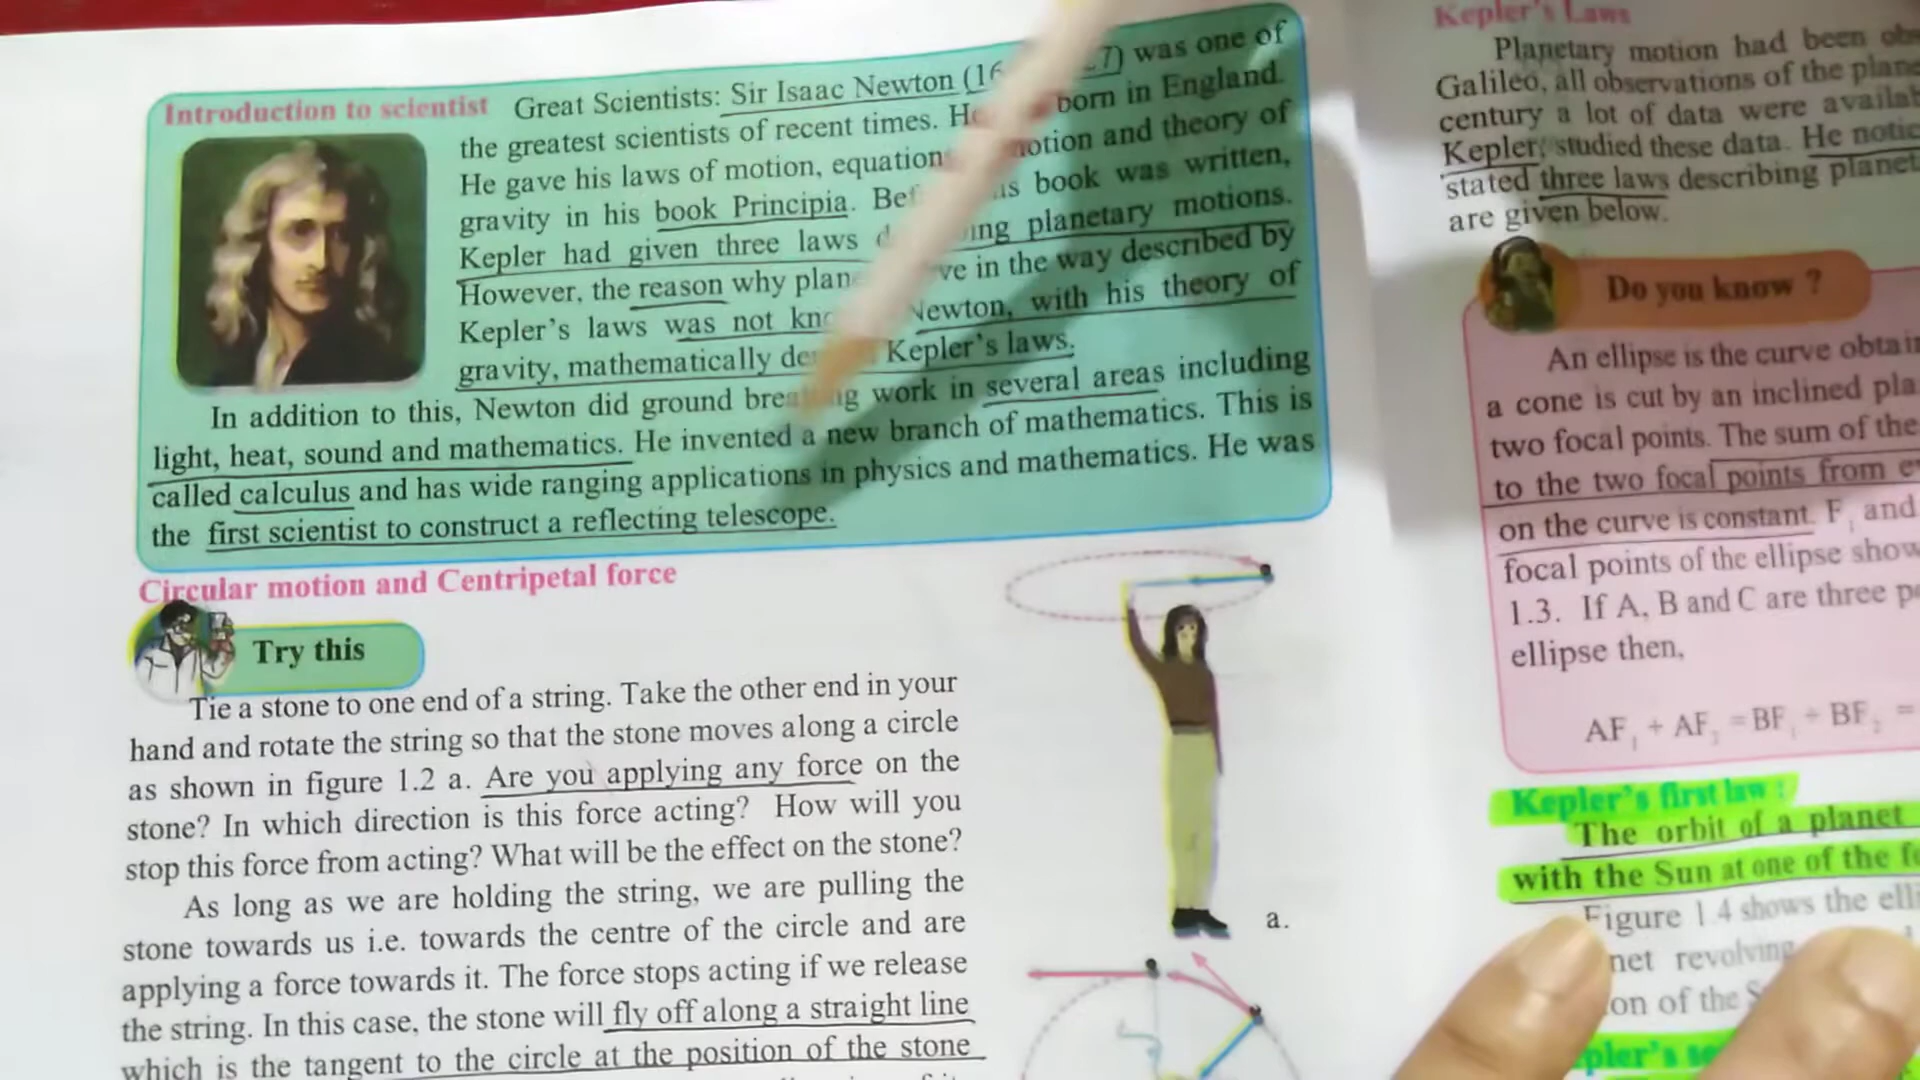 Introduction to scientist Great Scientists: Sir Isaac Newton (16 7) was one of
the greatest scientists of recent times. He born in England.
He gave his laws of motion, equation motion and theory of
gravity in his book Principia. book was written,
Kepler had given three laws planetary motions.
However, the reason why in the way described by
Kepler's laws was not Newton, with his theory of
gravity, mathematically Kepler's laws.
In addition to this, Newton did ground breaking work in several areas including
light, heat, sound and mathematics. He invented a new branch of mathematics. This is
called calculus and has wide ranging applications in physics and mathematics. He was
the first scientist to construct a reflecting telescope.
Circular motion and Centripetal force
Try this
Tie a stone to one end of a string. Take the other end in your
hand and rotate the string so that the stone moves along a circle
as shown in figure 1.2 a. Are you applying any force on the
stone? In which direction is this force acting? How will you
stop this force from acting? What will be the effect on the stone?
As long as we are holding the string, we are pulling the
stone towards us i.e. towards the centre of the circle and are
applying a force towards it. The force stops acting if we release
the string. In this case, the stone will fly off along a straight line
which is the tangent to the circle at the position of the stone
a.
Kepler's Laws
Planetary motion had been
Galileo, all observations of the
century a lot of data were
Kepler, studied these data. He
stated three laws describing
are given below.
Do you know ?
An ellipse is the curve
a cone is cut by an inclined
two focal points. The sum of the
to the two focal points from
on the curve is constant. F1 and
focal points of the ellipse
1.3. If A, B and C are three
ellipse then,
AF1 + AF2 = BF1 + BF2 =
Kepler's first law :
The orbit of a planet
with the Sun at one of the
Figure 1.4 shows the
revolving
of the